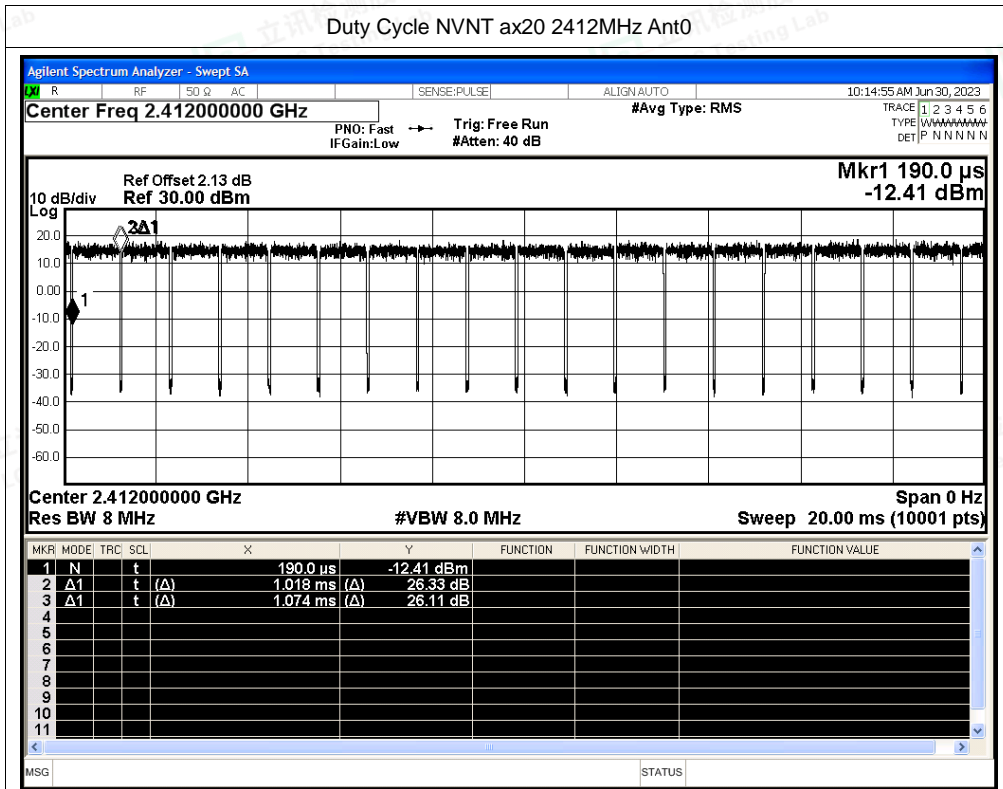 Duty Cycle NVNT ax20 2412MHz Ant0
Agilent Spectrum Analyzer - Swept SA
LXI R RF 50 Ω AC SENSE:PULSE ALIGN AUTO 10:14:55 AM Jun 30, 2023
Center Freq 2.412000000 GHz #Avg Type: RMS TRACE 1 2 3 4 5 6
PNO: Fast Trig: Free Run TYPE
IFGain:Low #Atten: 40 dB DET P N N N N N
Mkr1 190.0 µs
Ref Offset 2.13 dB
10 dB/div Ref 30.00 dBm -12.41 dBm
Log
20.0
10.0
0.00
-10.0
-20.0
-30.0
-40.0
-50.0
-60.0
1
Center 2.412000000 GHz Span 0 Hz
Res BW 8 MHz #VBW 8.0 MHz Sweep 20.00 ms (10001 pts)
MKR MODE TRC SCL X Y FUNCTION FUNCTION WIDTH FUNCTION VALUE
1 N t 190.0 µs -12.41 dBm
2 Δ1 t (Δ) 1.018 ms (Δ) 26.33 dB
3 Δ1 t (Δ) 1.074 ms (Δ) 26.11 dB
4
5
6
7
8
9
10
11
MSG STATUS